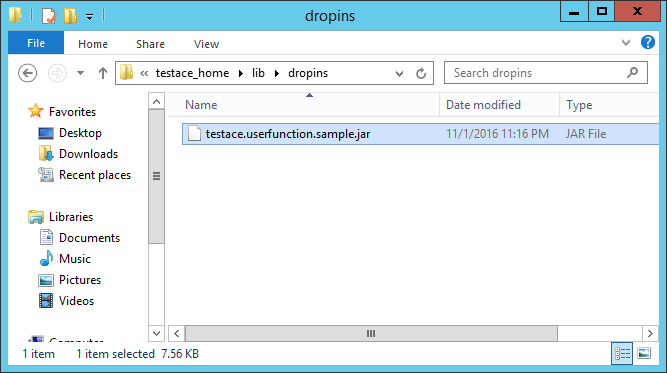 dropins
File Home Share View
« testace_home lib dropins Search dropins
Name Date modified Type
testace.userfunction.sample.jar 11/1/2016 11:16 PM JAR File
Favorites
Desktop
Downloads
Recent places
Libraries
Documents
Music
Pictures
Videos
Computer
1 item 1 item selected 7.56 KB